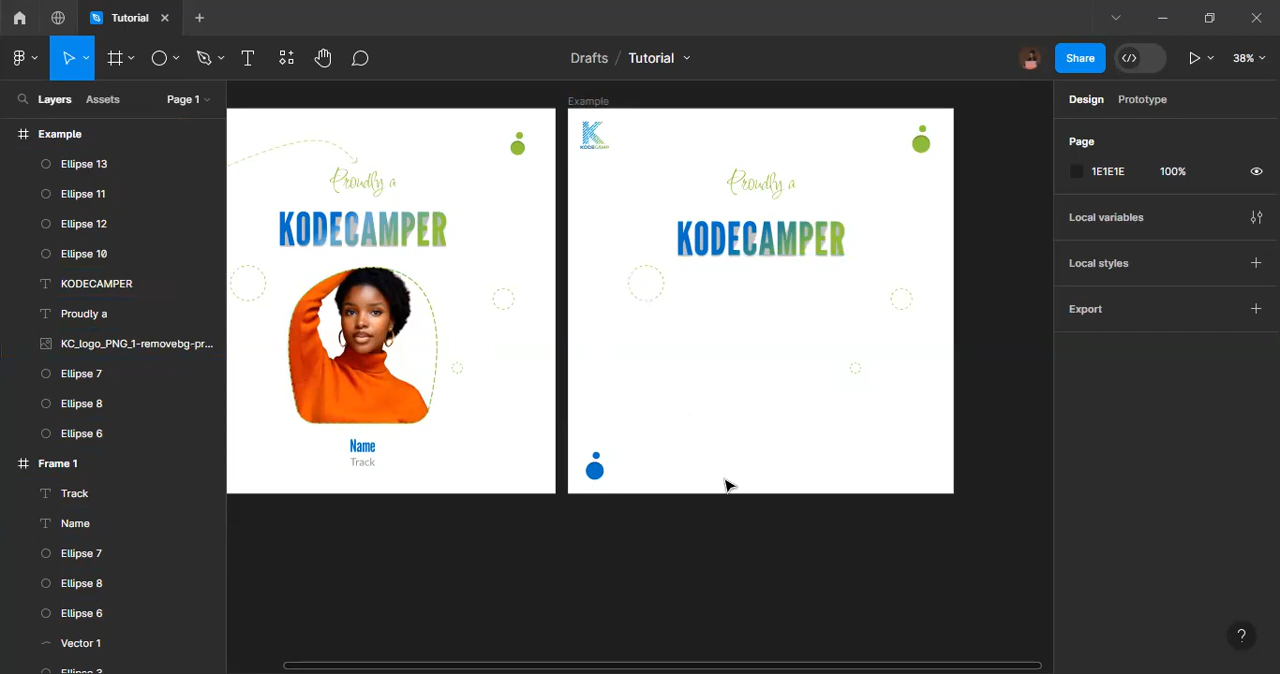 Tutorial
Drafts / Tutorial
Share
38%
Layers
Assets
Page 1
Example
Ellipse 13
Ellipse 11
Ellipse 12
Ellipse 10
KODECAMPER
Proudly a
KC_logo_PNG_1-removebg-pr...
Ellipse 7
Ellipse 8
Ellipse 6
Frame 1
Track
Name
Ellipse 7
Ellipse 8
Ellipse 6
Vector 1
Ellipse 3
Proudly a
KODECAMPER
Name
Track
Example
K
KODECAMP
Proudly a
KODECAMPER
Design
Prototype
Page
1E1E1E
100%
Local variables
Local styles
Export
?